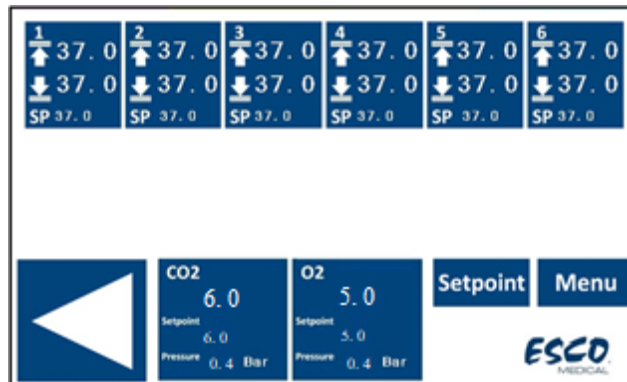 1 2 3 4 5 6
37.0 37.0 37.0 37.0 37.0 37.0
37.0 37.0 37.0 37.0 37.0 37.0
SP 37.0 SP 37.0 SP 37.0 SP 37.0 SP 37.0 SP 37.0
CO2
6.0
Setpoint
6.0
Pressure 0.4 Bar
O2
5.0
Setpoint
5.0
Pressure 0.4 Bar
Setpoint
Menu
ESCO
MEDICAL